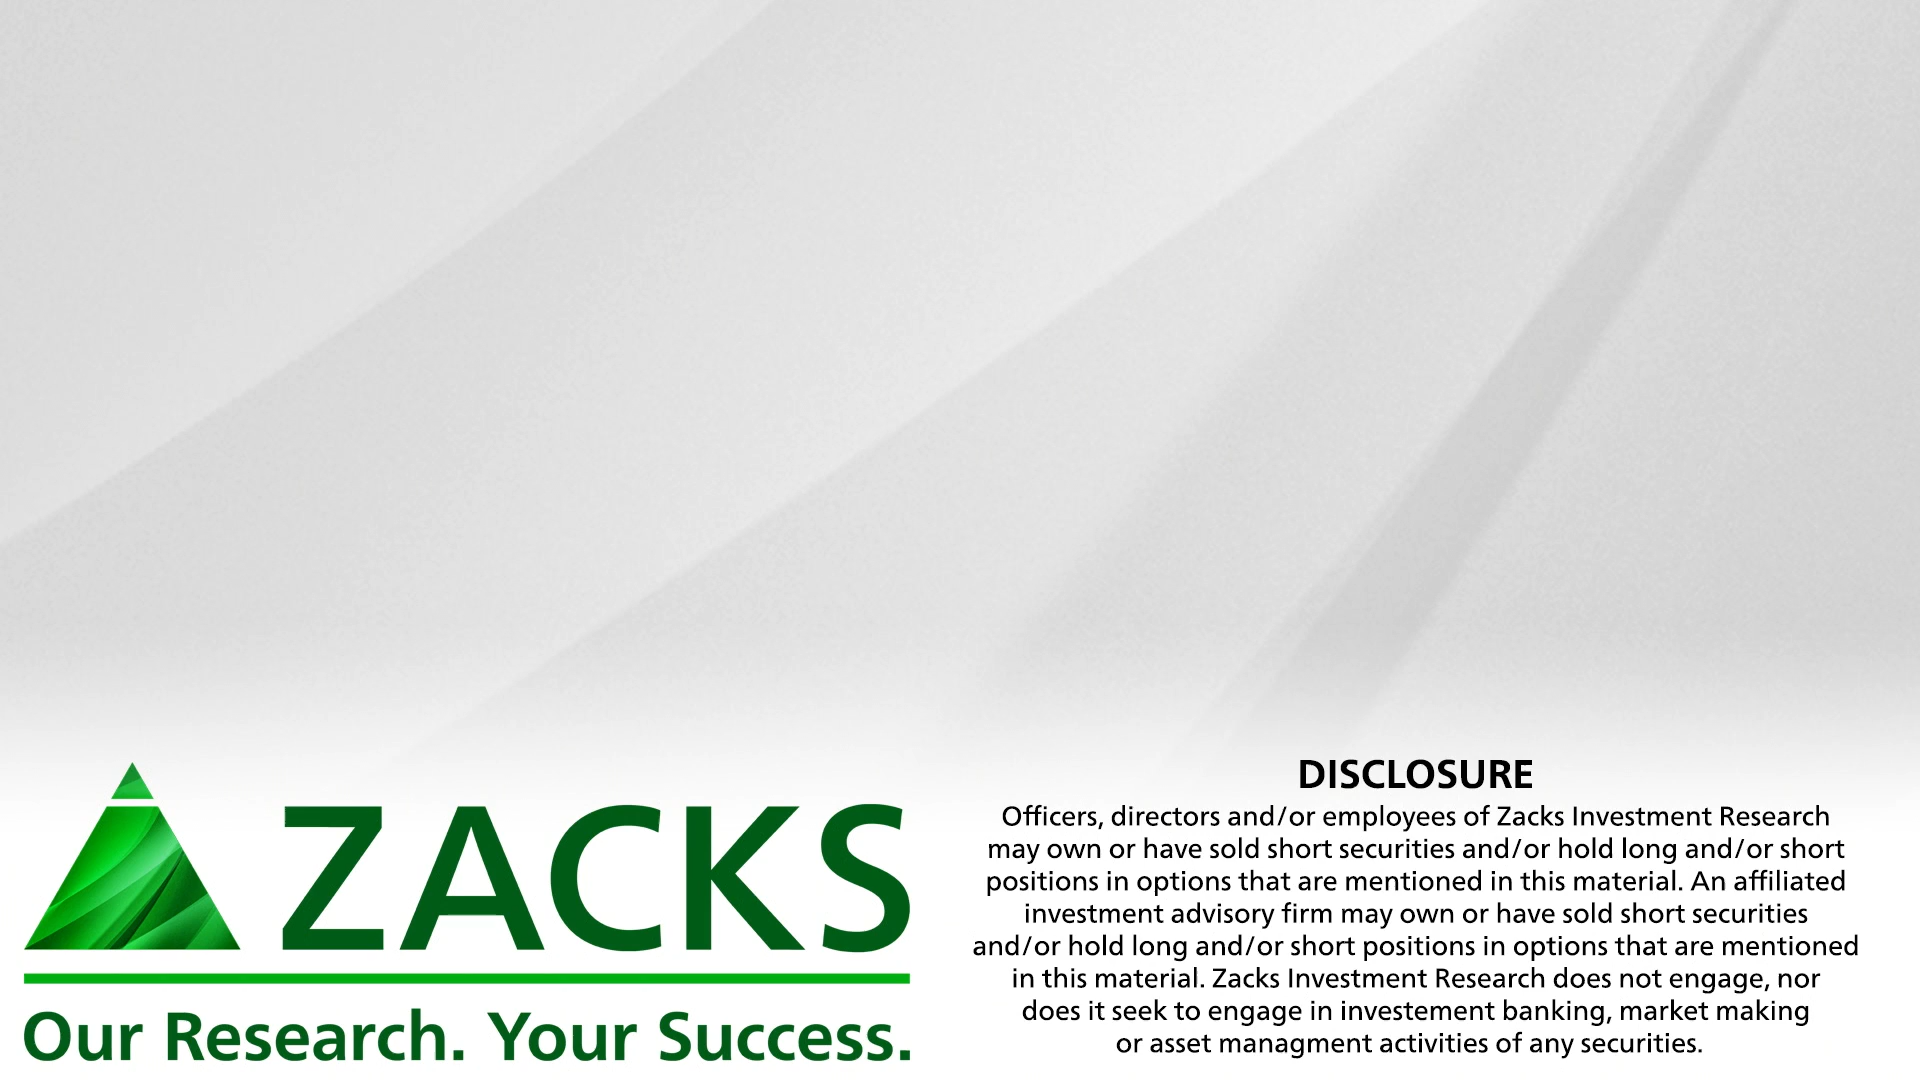 ZACKS
Our Research. Your Success.
DISCLOSURE
Officers, directors and/or employees of Zacks Investment Research
may own or have sold short securities and/or hold long and/or short
positions in options that are mentioned in this material. An affiliated
investment advisory firm may own or have sold short securities
and/or hold long and/or short positions in options that are mentioned
in this material. Zacks Investment Research does not engage, nor
does it seek to engage in investement banking, market making
or asset managment activities of any securities.